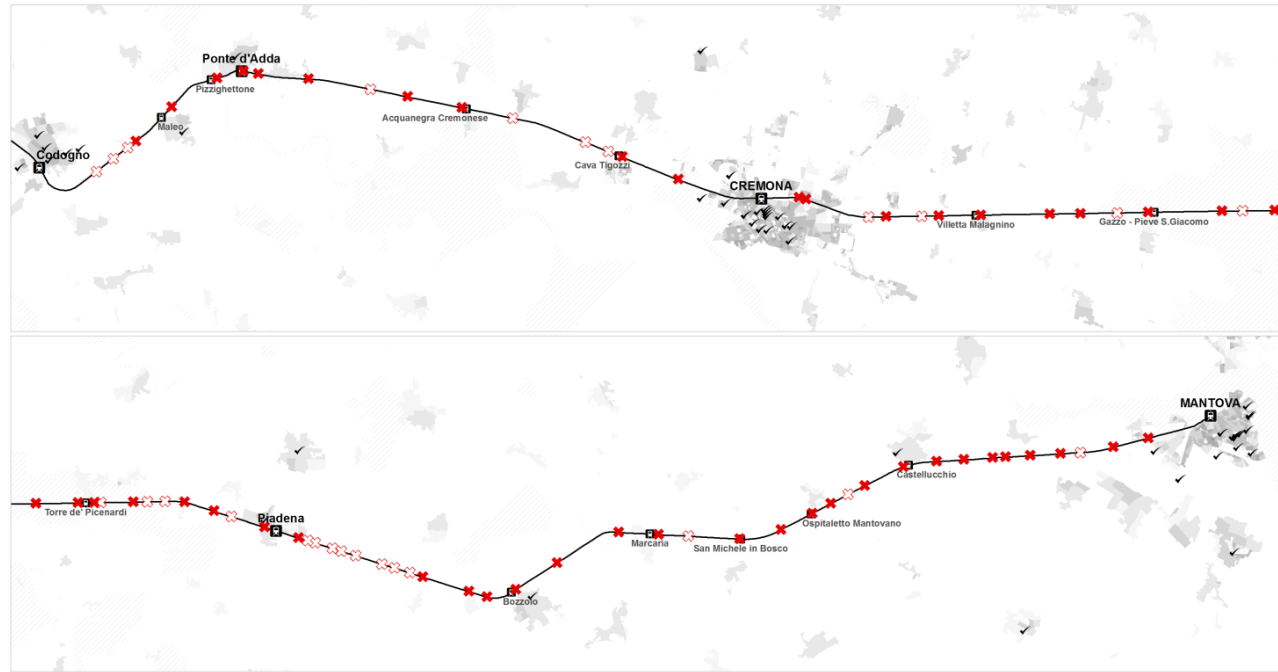 Ponte d'Adda
Pizzighettone
Maleo
Codogno
Acquanegra Cremonese
Cava Tigozzi
CREMONA
Villetta Malagnino
Gazzo - Pieve S.Giacomo
MANTOVA
Castellucchio
Torre de' Picenardi
Piadena
Ospitaletto Mantovano
Marcaria
San Michele in Bosco
Bozzolo